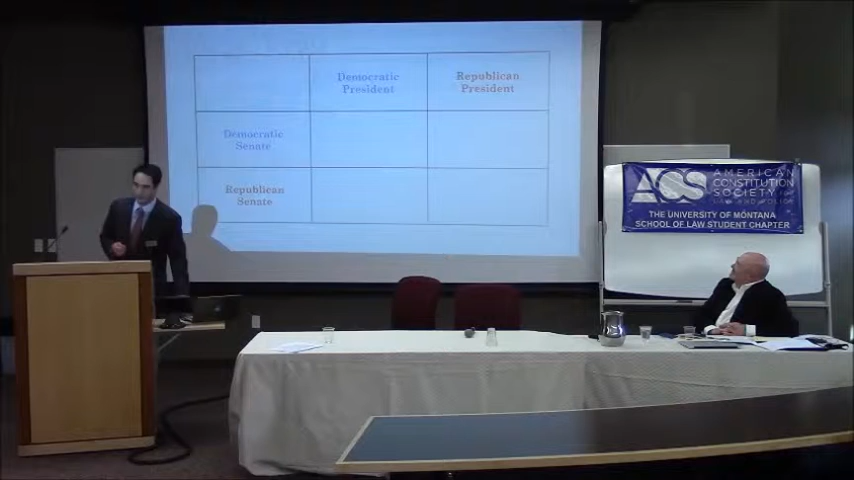 Democratic
President
Republican
President
Democratic
Senate
Republican
Senate
ACS
AMERICAN
CONSTITUTION
SOCIETY
THE UNIVERSITY OF MONTANA
SCHOOL OF LAW STUDENT CHAPTER